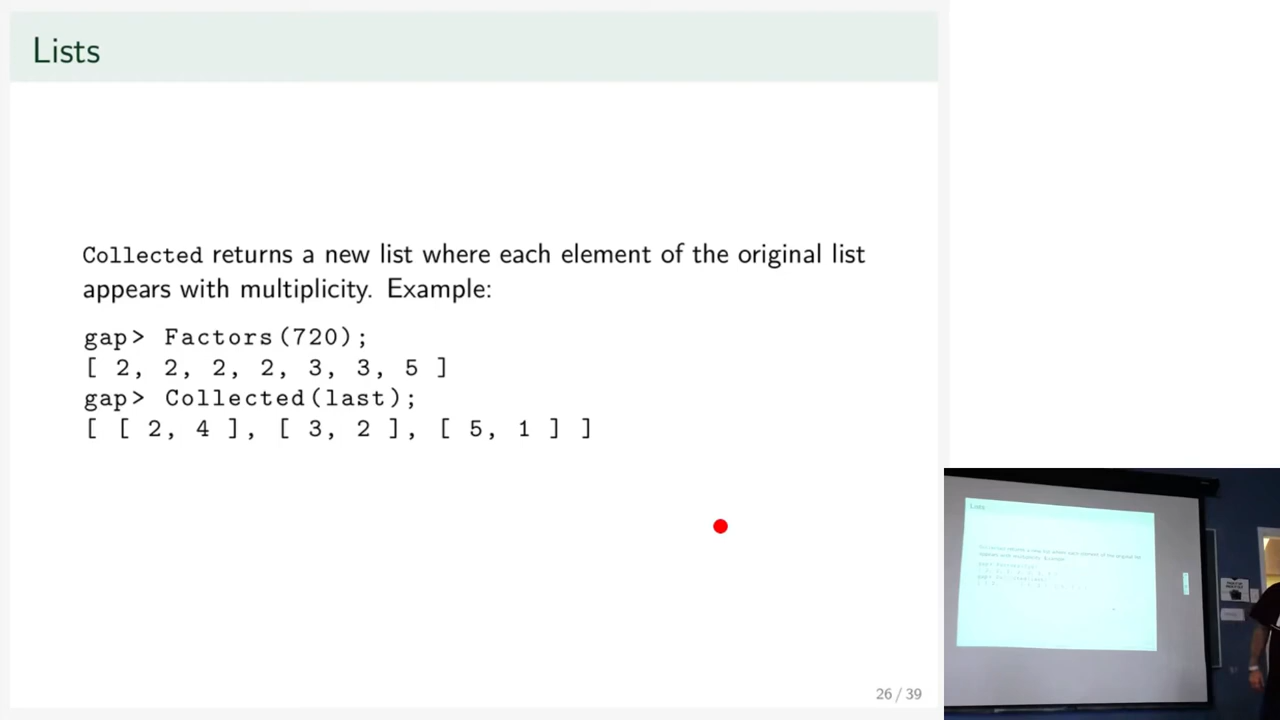 Lists
Collected returns a new list where each element of the original list
appears with multiplicity. Example:
gap> Factors(720);
[ 2, 2, 2, 2, 3, 3, 5 ]
gap> Collected(last);
[ [ 2, 4 ], [ 3, 2 ], [ 5, 1 ] ]
26 / 39
Lists